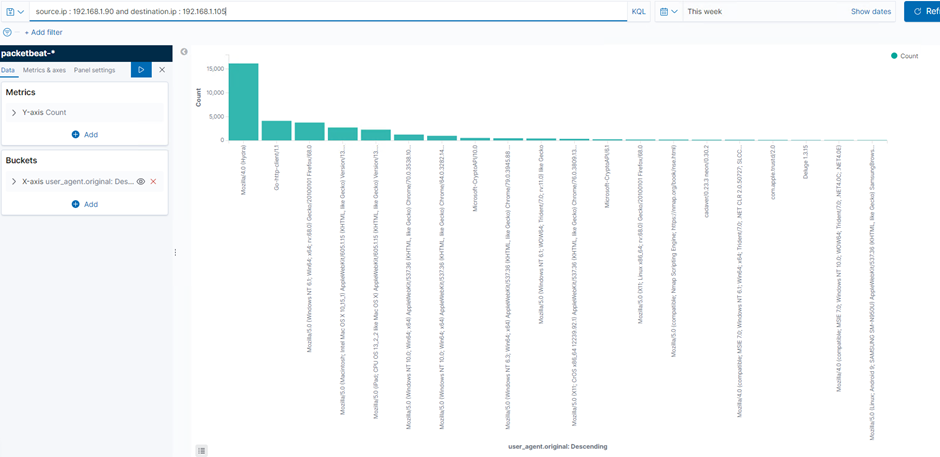 source.ip : 192.168.1.90 and destination.ip : 192.168.1.105
KQL
This week
Show dates
Refr
+ Add filter
packetbeat-*
Data
Metrics & axes
Panel settings
Metrics
Y-axis Count
Add
Buckets
X-axis user_agent.original: Des...
Add
Count
15,000
10,000
5,000
0
Count
Mozilla/4.0 (Hydra)
Go-http-client/1.1
Mozilla/5.0 (Windows NT 6.1; Win64; x64; rv:68.0) Gecko/20100101 Firefox/68.0
Mozilla/5.0 (Macintosh; Intel Mac OS X 10_15_1) AppleWebKit/605.1.15 (KHTML, like Gecko) Version/13....
Mozilla/5.0 (iPad; CPU OS 13_2_2 like Mac OS X) AppleWebKit/605.1.15 (KHTML, like Gecko) Version/13....
Mozilla/5.0 (Windows NT 10.0; Win64; x64) AppleWebKit/537.36 (KHTML, like Gecko) Chrome/70.0.3538.10...
Mozilla/5.0 (Windows NT 10.0; Win64; x64) AppleWebKit/537.36 (KHTML, like Gecko) Chrome/64.0.3282.14...
Microsoft-CryptoAPI/10.0
Mozilla/5.0 (Windows NT 6.3; Win64; x64) AppleWebKit/537.36 (KHTML, like Gecko) Chrome/79.0.3945.88 ...
Mozilla/5.0 (Windows NT 6.1; WOW64; Trident/7.0; rv:11.0) like Gecko
Mozilla/5.0 (X11; CrOS x86_64 12239.92.1) AppleWebKit/537.36 (KHTML, like Gecko) Chrome/76.0.3809.13...
Microsoft-CryptoAPI/6.1
Mozilla/5.0 (X11; Linux x86_64; rv:68.0) Gecko/20100101 Firefox/68.0
Mozilla/5.0 (compatible; Nmap Scripting Engine; https://nmap.org/book/nse.html)
cadaver/0.23.3 neon/0.30.2
Mozilla/4.0 (compatible; MSIE 7.0; Windows NT 6.1; Win64; x64; Trident/7.0; .NET CLR 2.0.50727; SLCC...
com.apple.trustd/2.0
Deluge 1.3.15
Mozilla/4.0 (compatible; MSIE 7.0; Windows NT 10.0; WOW64; Trident/7.0; .NET4.0C; .NET4.0E)
Mozilla/5.0 (Linux; Android 9; SAMSUNG SM-N950U) AppleWebKit/537.36 (KHTML, like Gecko) SamsungBrows...
user_agent.original: Descending